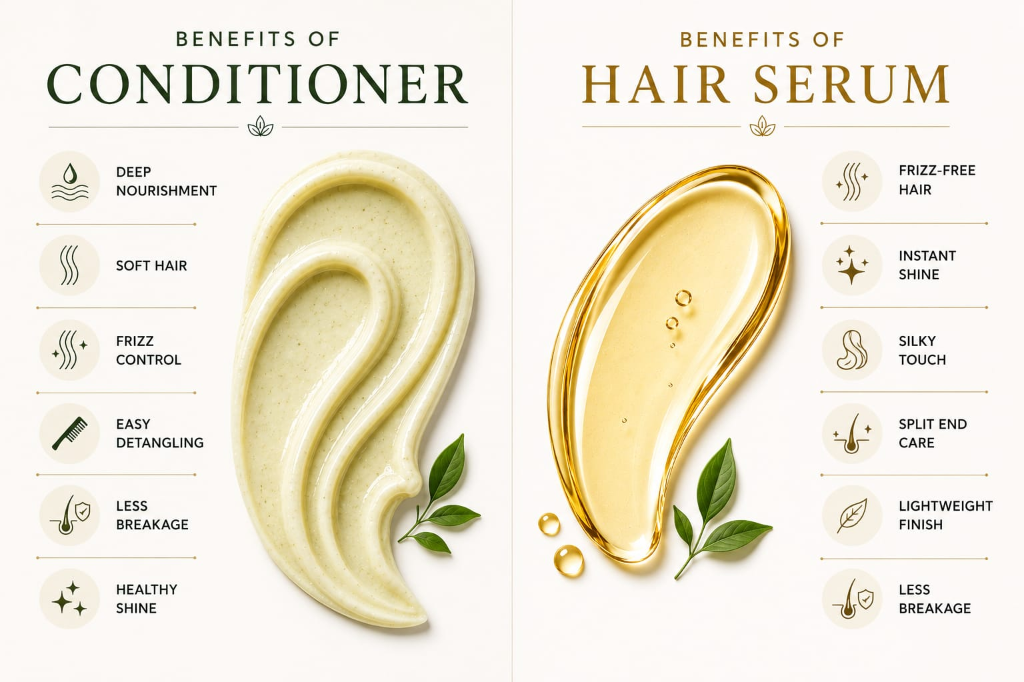 BENEFITS OF
CONDITIONER
DEEP
NOURISHMENT
SOFT HAIR
FRIZZ
CONTROL
EASY
DETANGLING
LESS
BREAKAGE
HEALTHY
SHINE
BENEFITS OF
HAIR SERUM
FRIZZ-FREE
HAIR
INSTANT
SHINE
SILKY
TOUCH
SPLIT END
CARE
LIGHTWEIGHT
FINISH
LESS
BREAKAGE